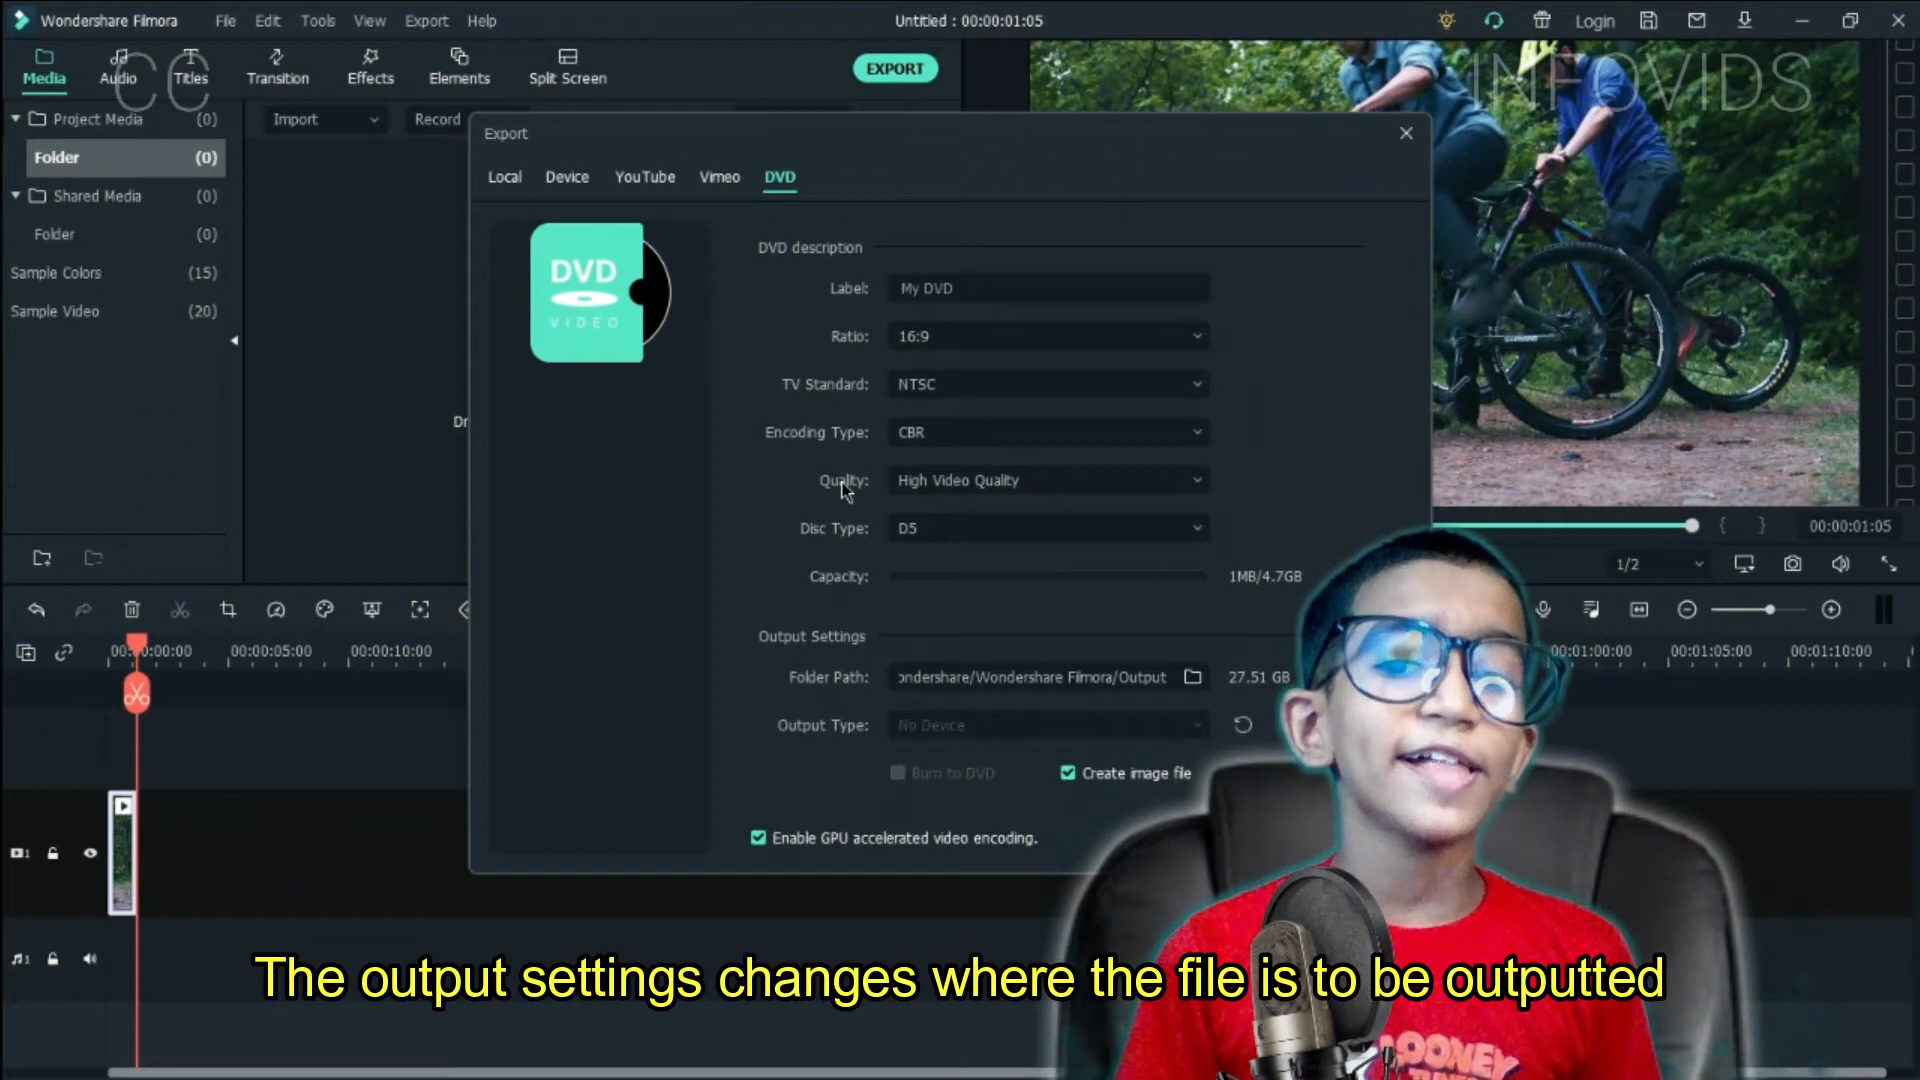 Wondershare Filmora File Edit Tools View Export Help Untitled : 00:00:01:05 Login
Media Audio Titles Transition Effects Elements Split Screen EXPORT
CC INFOVIDS
Project Media (0) Import Record
Folder (0)
Shared Media (0)
Folder (0)
Sample Colors (15)
Sample Video (20)
Export
Local Device YouTube Vimeo DVD
DVD
VIDEO
DVD description
Label: My DVD
Ratio: 16:9
TV Standard: NTSC
Encoding Type: CBR
Quality: High Video Quality
Disc Type: D5
Capacity: 1MB/4.7GB
Output Settings
Folder Path: ondershare/Wondershare Filmora/Output 27.51 GB
Output Type: No Device
Burn to DVD Create image file
Enable GPU accelerated video encoding.
{ } 00:00:01:05
1/2
00:00:05:00 00:00:10:00 00:01:00:00 00:01:05:00 00:01:10:00
1
1
The output settings changes where the file is to be outputted
LOONEY